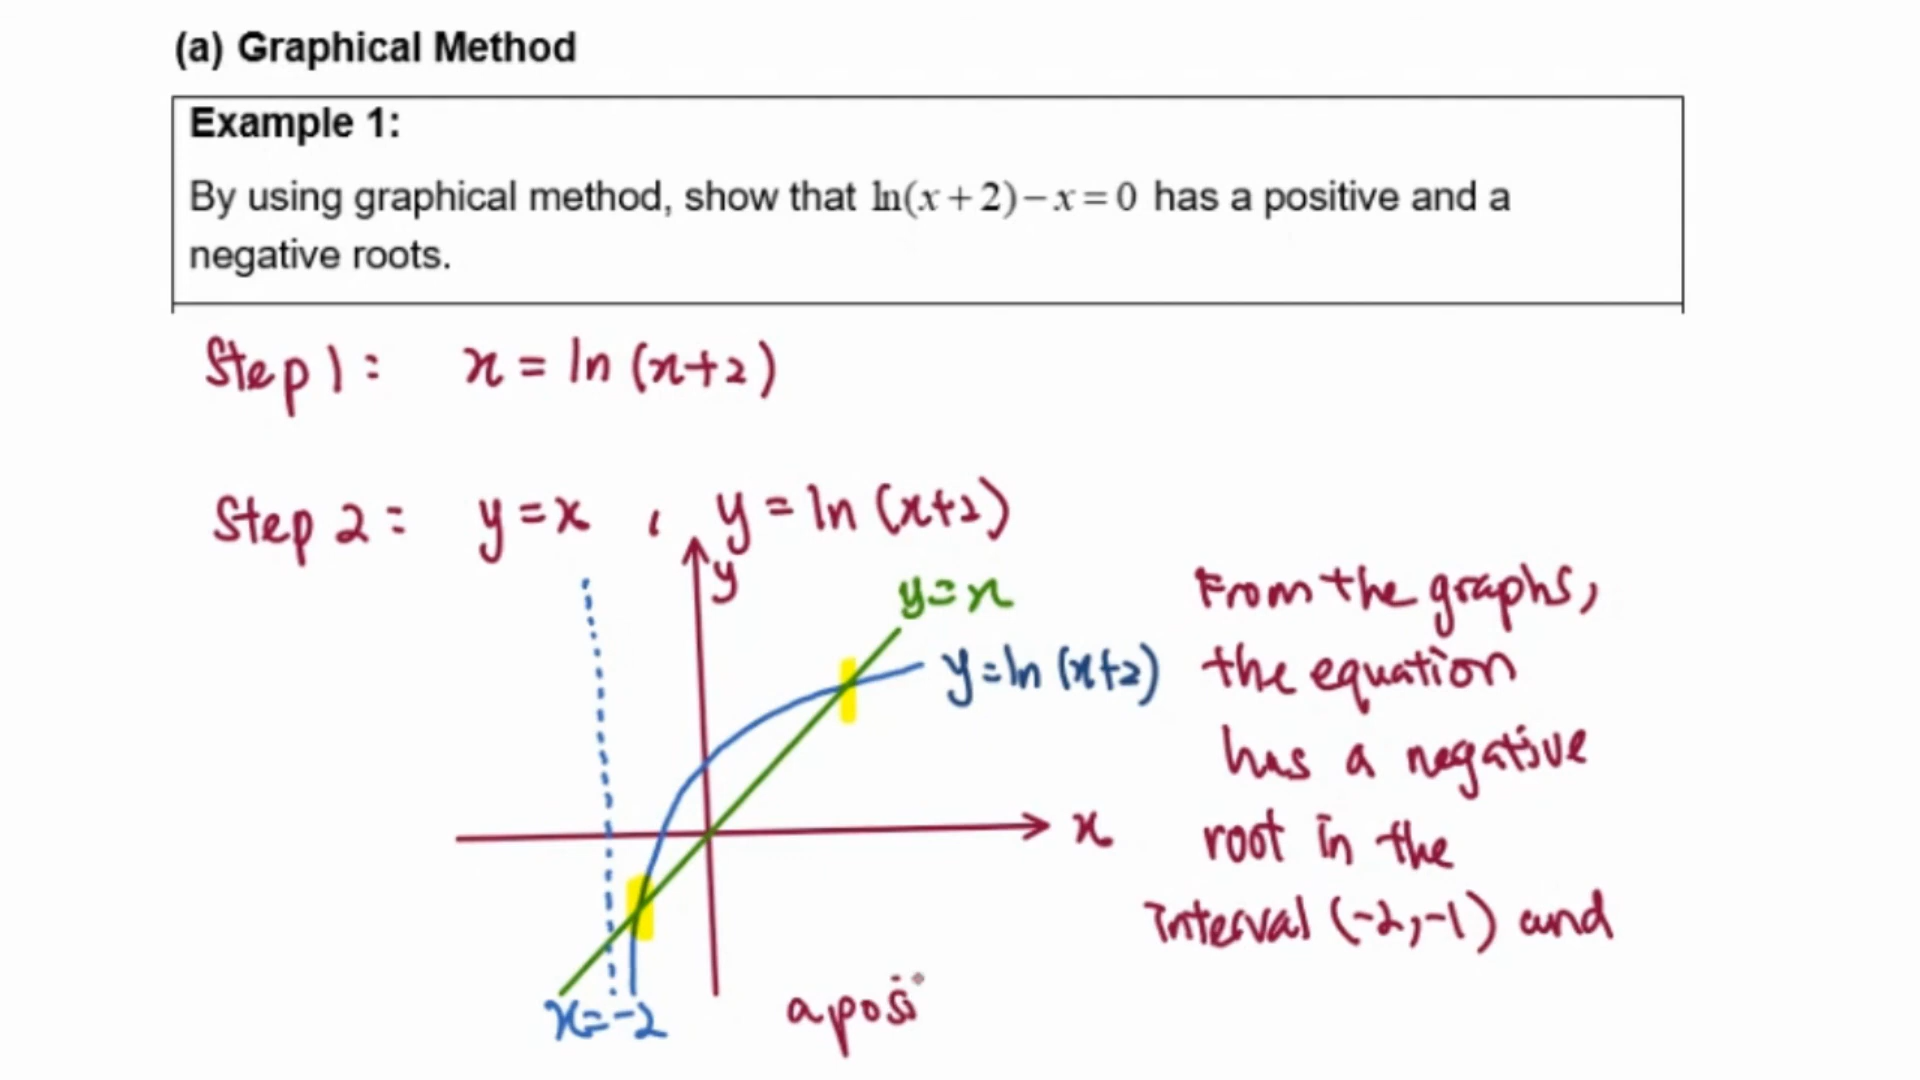 (a) Graphical Method
Example 1:
By using graphical method, show that ln(x+2)−x=0 has a positive and a
negative roots.
Step 1: x = ln (x+2)
Step 2: y=x , y = ln (x+2)
y
y=x
y=ln (x+2)
x
x=-2
From the graphs,
the equation
has a negative
root in the
interval (-2,-1) and
a posi